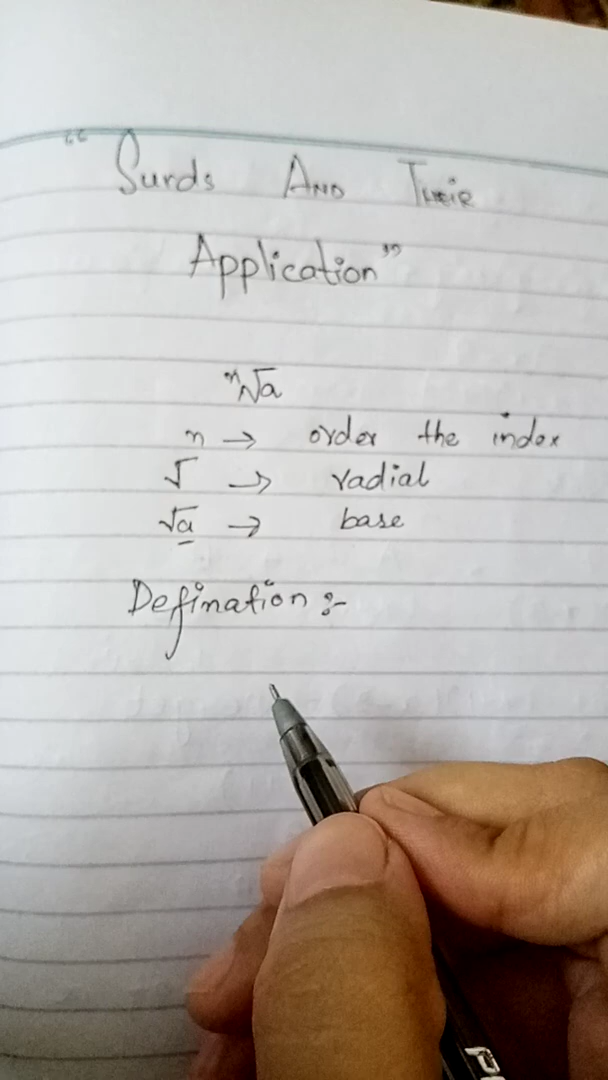 "Surds AND THEIR
Application"
ⁿ√a
n → order the index
√ → radial
√a → base
Defination :-